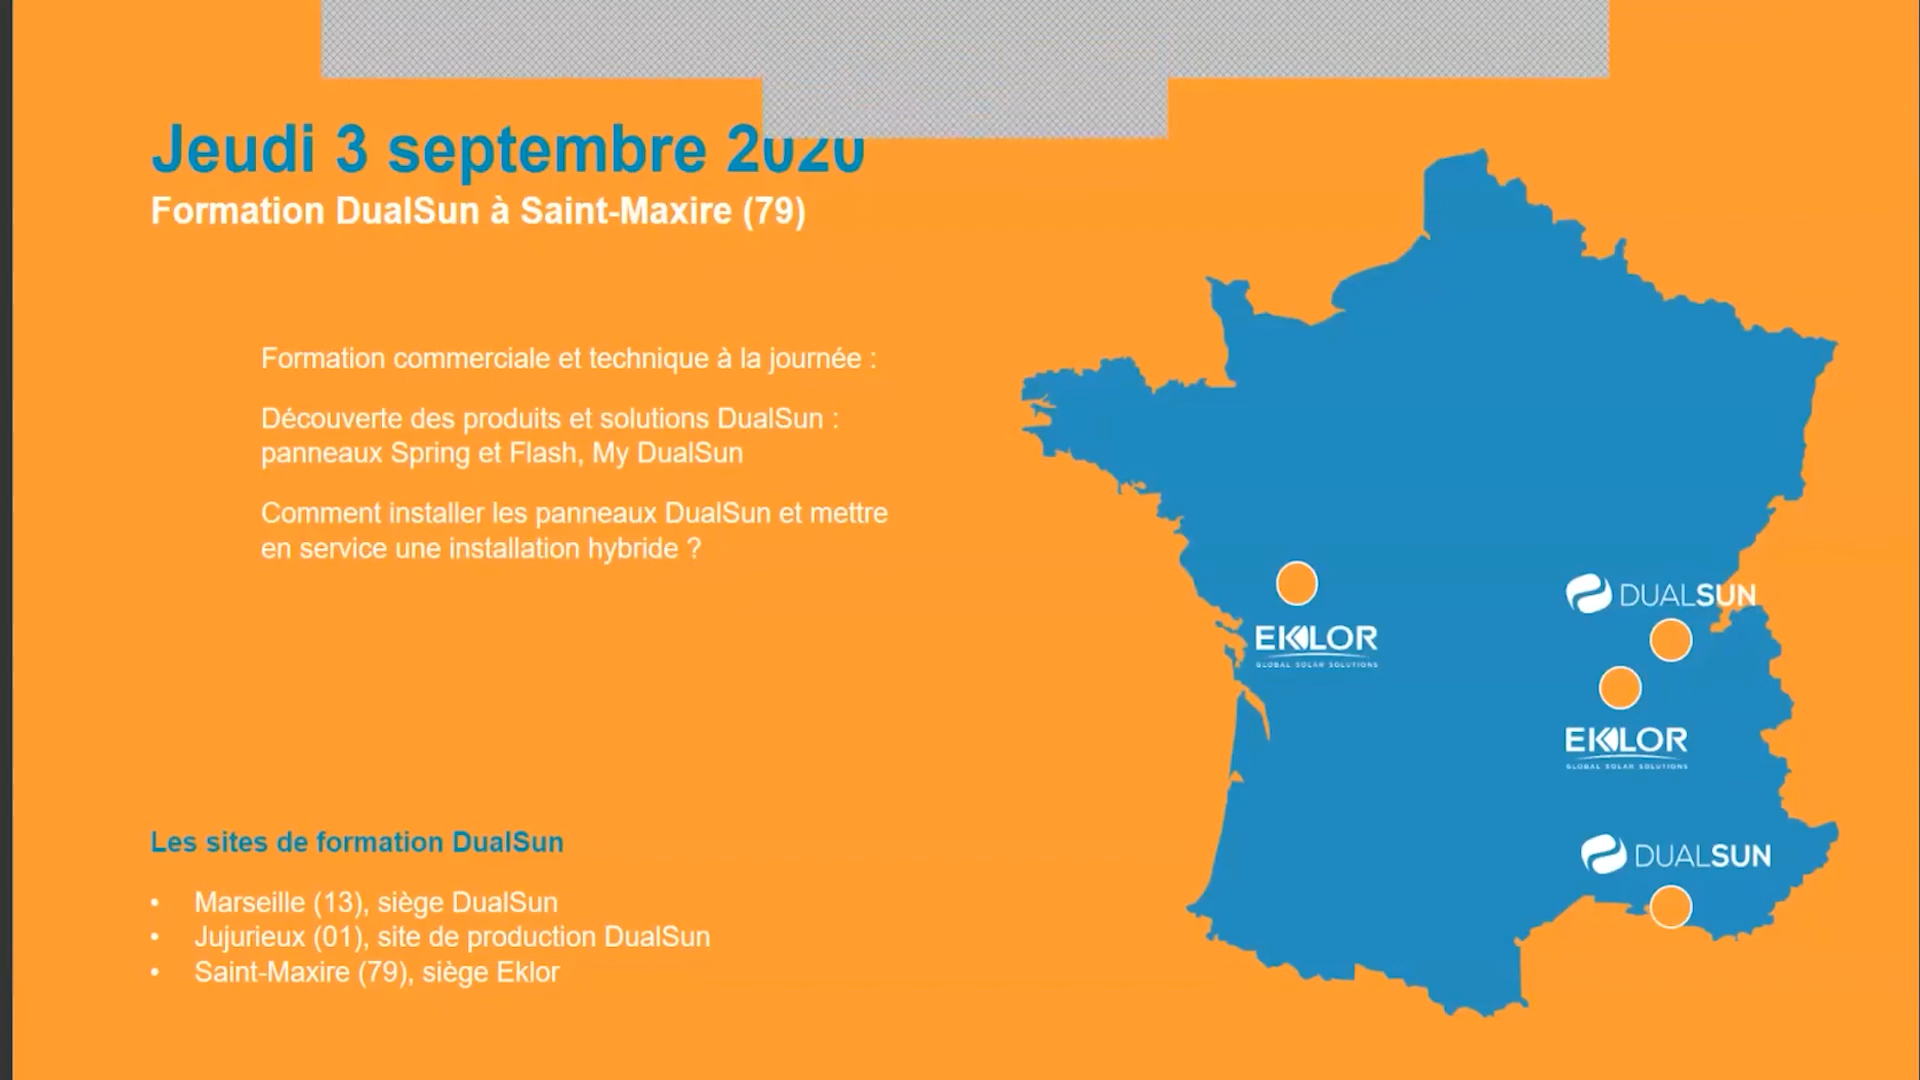 Jeudi 3 septembre 2020
Formation DualSun à Saint-Maxire (79)
Formation commerciale et technique à la journée :
Découverte des produits et solutions DualSun :
panneaux Spring et Flash, My DualSun
Comment installer les panneaux DualSun et mettre
en service une installation hybride ?
Les sites de formation DualSun
• Marseille (13), siège DualSun
• Jujurieux (01), site de production DualSun
• Saint-Maxire (79), siège Eklor
DUALSUN
EKLOR
GLOBAL SOLAR SOLUTIONS
EKLOR
GLOBAL SOLAR SOLUTIONS
DUALSUN